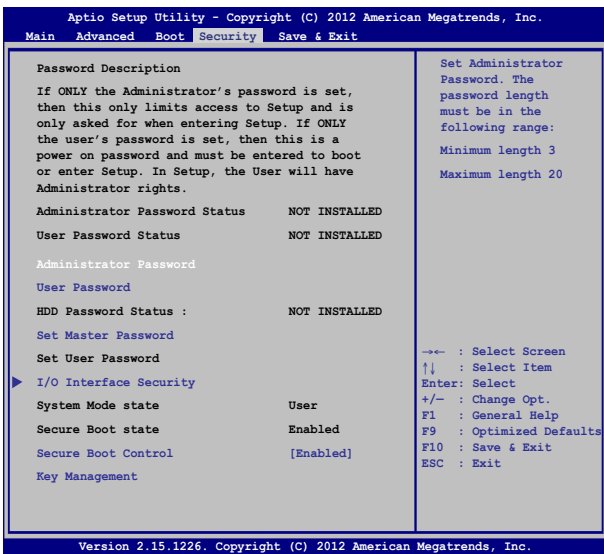 Aptio Setup Utility - Copyright (C) 2012 American Megatrends, Inc.
Main Advanced Boot Security Save & Exit
Password Description
If ONLY the Administrator's password is set,
then this only limits access to Setup and is
only asked for when entering Setup. If ONLY
the user's password is set, then this is a
power on password and must be entered to boot
or enter Setup. In Setup, the User will have
Administrator rights.
Administrator Password Status NOT INSTALLED
User Password Status NOT INSTALLED
Administrator Password
User Password
HDD Password Status : NOT INSTALLED
Set Master Password
Set User Password
I/O Interface Security
System Mode state User
Secure Boot state Enabled
Secure Boot Control [Enabled]
Key Management
Set Administrator
Password. The
password length
must be in the
following range:
Minimum length 3
Maximum length 20
→← : Select Screen
↑↓ : Select Item
Enter: Select
+/— : Change Opt.
F1 : General Help
F9 : Optimized Defaults
F10 : Save & Exit
ESC : Exit
Version 2.15.1226. Copyright (C) 2012 American Megatrends, Inc.